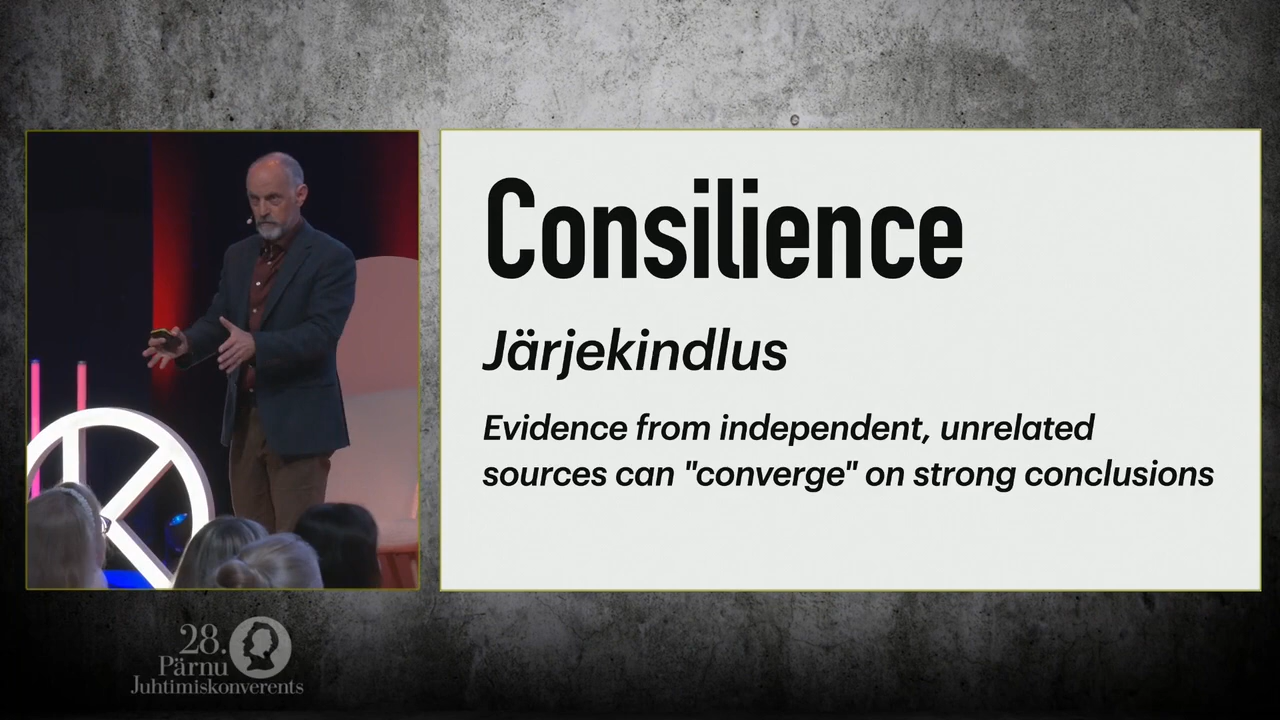 Consilience
Järjekindlus
Evidence from independent, unrelated
sources can "converge" on strong conclusions
28.
Pärnu
Juhtimiskonverents